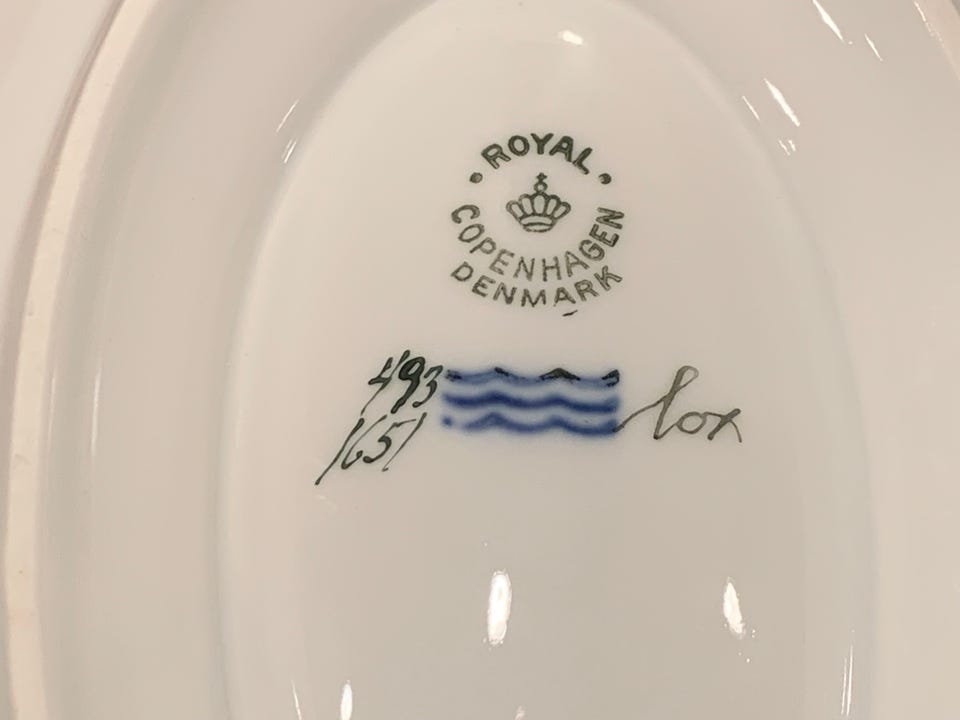 ROYAL
COPENHAGEN
DENMARK
493
1651